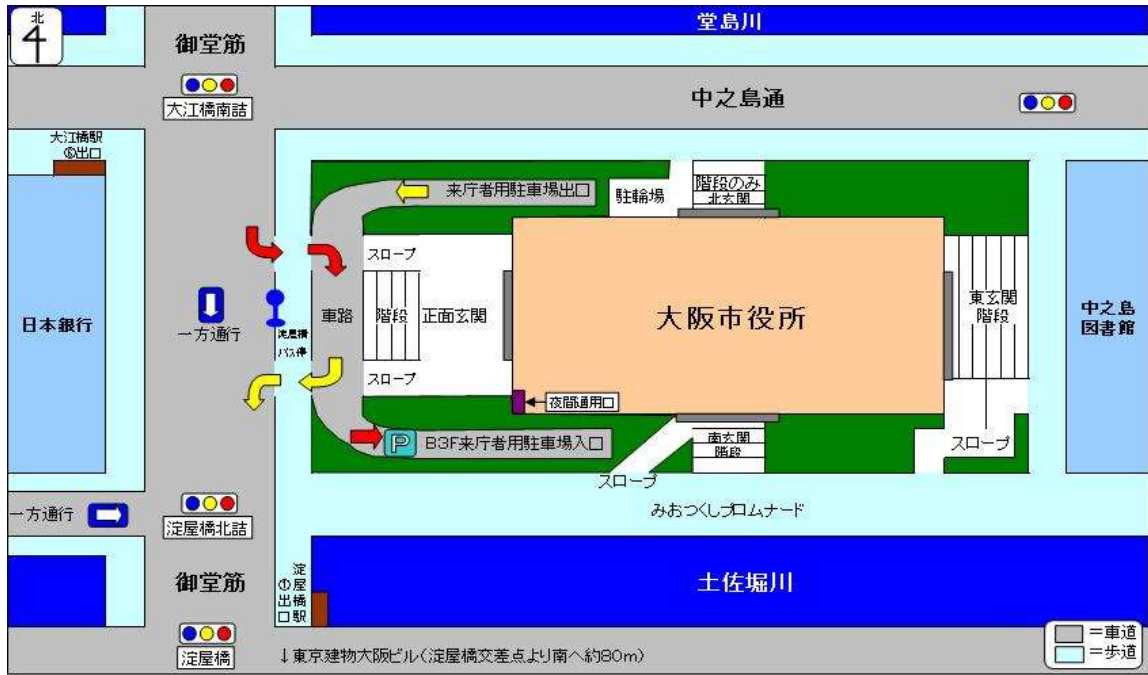 北
御堂筋
堂島川
大江橋南詰
中之島通
大江橋駅
⑥出口
来庁者用駐車場出口
駐輪場
階段のみ
北玄関
スロープ
日本銀行
一方通行
淀屋橋
バス停
車路
階段
正面玄関
大阪市役所
東玄関
階段
中之島
図書館
スロープ
夜間通用口
P
B3F来庁者用駐車場入口
南玄関
階段
スロープ
スロープ
一方通行
淀屋橋北詰
みおつくしプロムナード
御堂筋
淀屋橋駅
①出口
土佐堀川
淀屋橋
↓東京建物大阪ビル(淀屋橋交差点より南へ約80m)
=車道
=歩道